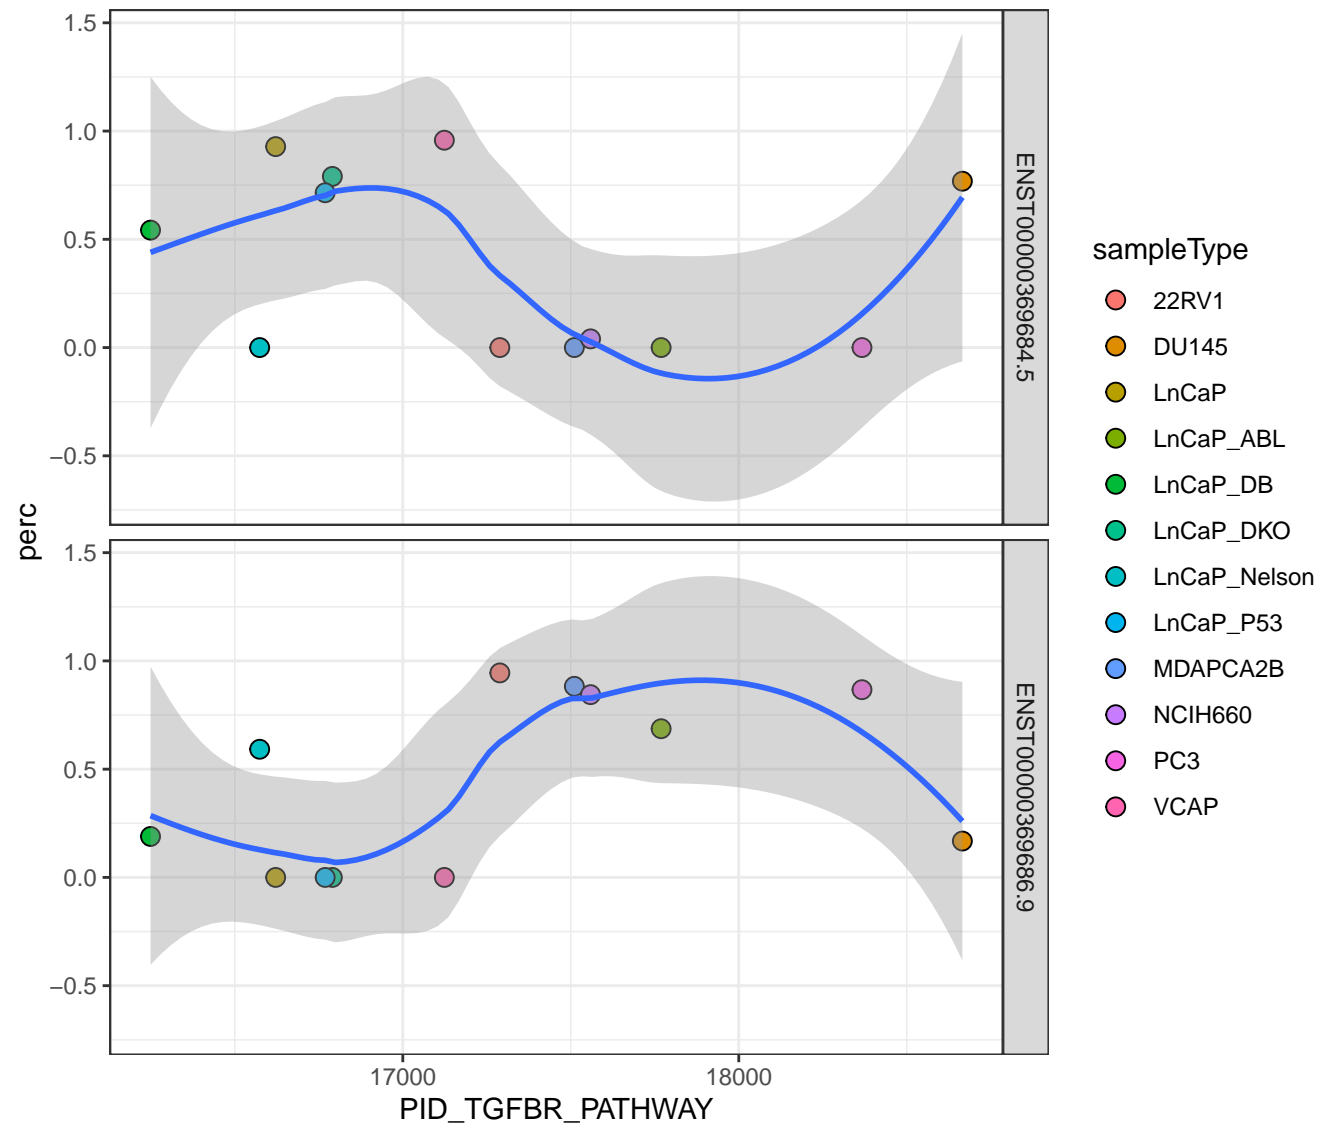 1.5
1.0
0.5
0.0
−0.5
ENST00000369684.5
1.5
1.0
0.5
0.0
−0.5
ENST00000369686.9
perc
17000
18000
PID_TGFBR_PATHWAY
sampleType
22RV1
DU145
LnCaP
LnCaP_ABL
LnCaP_DB
LnCaP_DKO
LnCaP_Nelson
LnCaP_P53
MDAPCA2B
NCIH660
PC3
VCAP